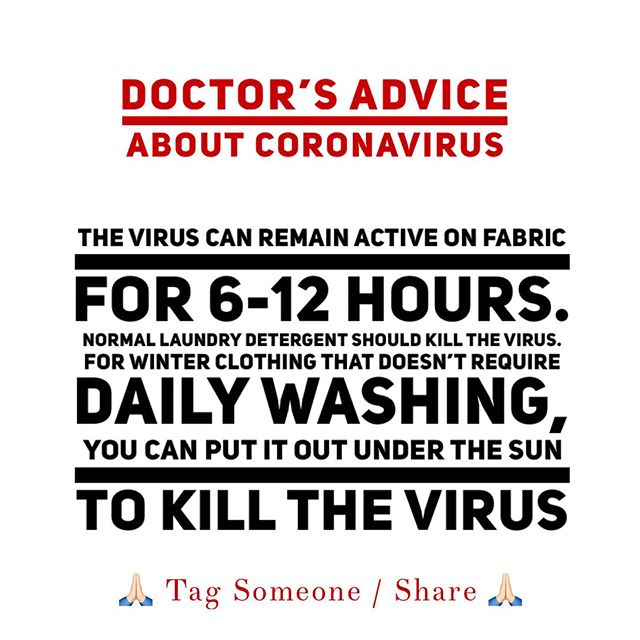 DOCTOR'S ADVICE
ABOUT CORONAVIRUS
THE VIRUS CAN REMAIN ACTIVE ON FABRIC
FOR 6-12 HOURS.
NORMAL LAUNDRY DETERGENT SHOULD KILL THE VIRUS.
FOR WINTER CLOTHING THAT DOESN'T REQUIRE
DAILY WASHING,
YOU CAN PUT IT OUT UNDER THE SUN
TO KILL THE VIRUS
🙏🏻 Tag Someone / Share 🙏🏻